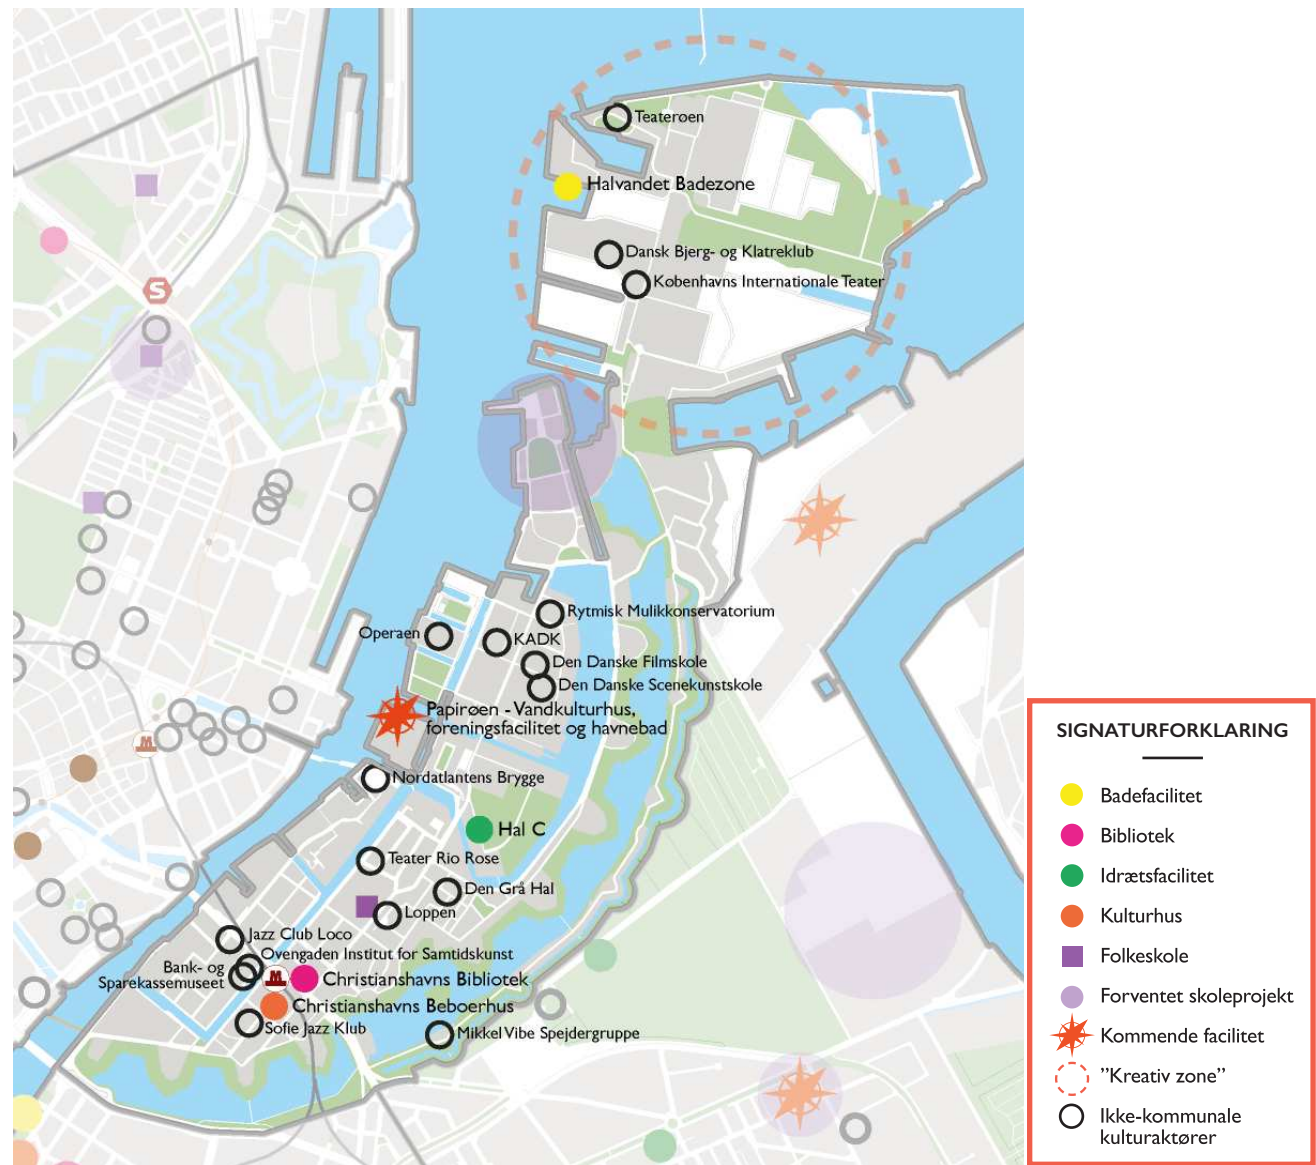 Teaterøen
Halvandet Badezone
Dansk Bjerg- og Klatreklub
Københavns Internationale Teater
S
Rytmisk Mulikkonservatorium
Operaen
KADK
Den Danske Filmskole
Den Danske Scenekunstskole
Papirøen - Vandkulturhus,
foreningsfacilitet og havnebad
Nordatlantens Brygge
Hal C
Teater Rio Rose
Den Grå Hal
Loppen
Jazz Club Loco
Ovengaden Institut for Samtidskunst
Bank- og
Sparekassemuseet
M
Christianshavns Bibliotek
Christianshavns Beboerhus
Sofie Jazz Klub
Mikkel Vibe Spejdergruppe
M
SIGNATURFORKLARING
Badefacilitet
Bibliotek
Idrætsfacilitet
Kulturhus
Folkeskole
Forventet skoleprojekt
Kommende facilitet
”Kreativ zone”
Ikke-kommunale
kulturaktører